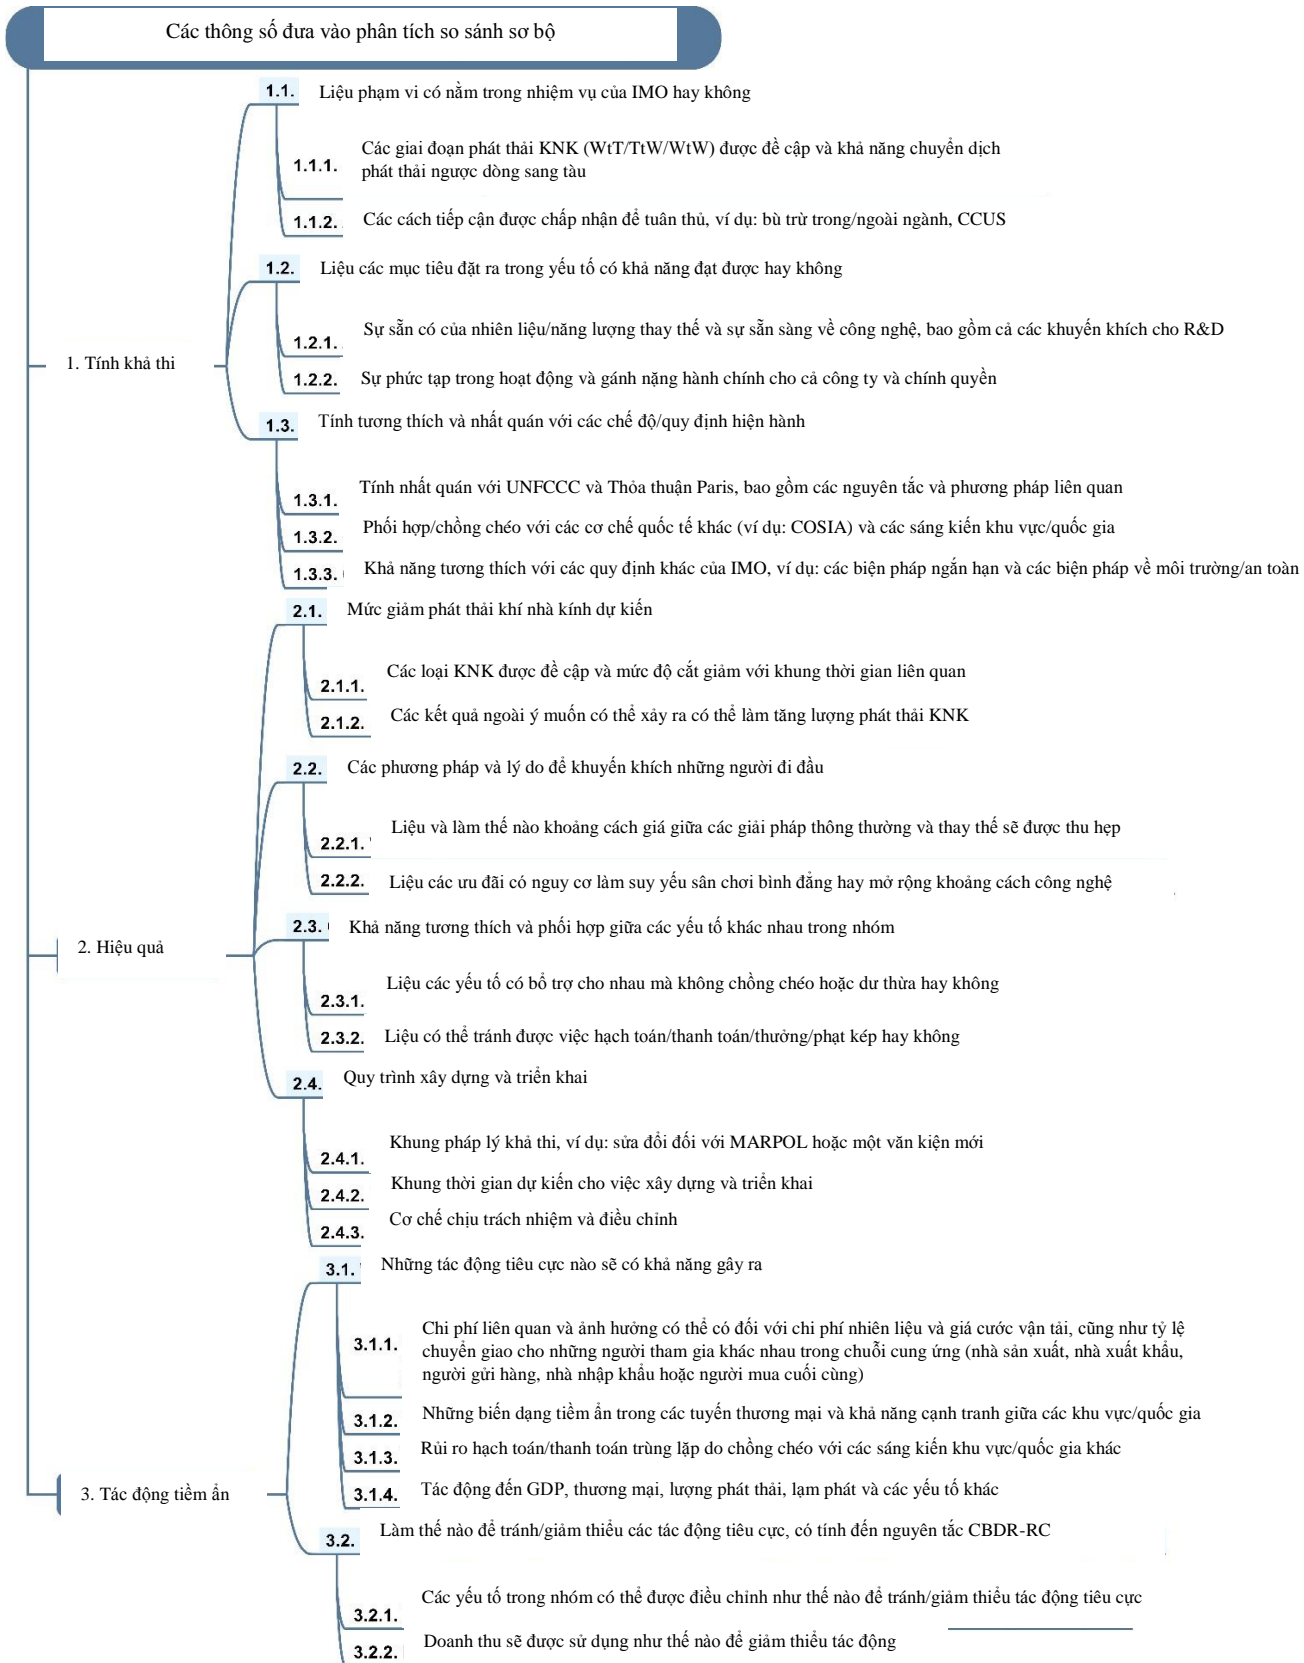 Các thông số đưa vào phân tích so sánh sơ bộ
1. Tính khả thi
1.1. Liệu phạm vi có nằm trong nhiệm vụ của IMO hay không
1.1.1. Các giai đoạn phát thải KNK (WtT/TtW/WtW) được đề cập và khả năng chuyển dịch
phát thải ngược dòng sang tàu
1.1.2. Các cách tiếp cận được chấp nhận để tuân thủ, ví dụ: bù trừ trong/ngoài ngành, CCUS
1.2. Liệu các mục tiêu đặt ra trong yếu tố có khả năng đạt được hay không
1.2.1. Sự sẵn có của nhiên liệu/năng lượng thay thế và sự sẵn sàng về công nghệ, bao gồm cả các khuyến khích cho R&D
1.2.2. Sự phức tạp trong hoạt động và gánh nặng hành chính cho cả công ty và chính quyền
1.3. Tính tương thích và nhất quán với các chế độ/quy định hiện hành
1.3.1. Tính nhất quán với UNFCCC và Thỏa thuận Paris, bao gồm các nguyên tắc và phương pháp liên quan
1.3.2. Phối hợp/chồng chéo với các cơ chế quốc tế khác (ví dụ: COSIA) và các sáng kiến khu vực/quốc gia
1.3.3. Khả năng tương thích với các quy định khác của IMO, ví dụ: các biện pháp ngắn hạn và các biện pháp về môi trường/an toàn
2. Hiệu quả
2.1. Mức giảm phát thải khí nhà kính dự kiến
2.1.1. Các loại KNK được đề cập và mức độ cắt giảm với khung thời gian liên quan
2.1.2. Các kết quả ngoài ý muốn có thể xảy ra có thể làm tăng lượng phát thải KNK
2.2. Các phương pháp và lý do để khuyến khích những người đi đầu
2.2.1. Liệu và làm thế nào khoảng cách giá giữa các giải pháp thông thường và thay thế sẽ được thu hẹp
2.2.2. Liệu các ưu đãi có nguy cơ làm suy yếu sân chơi bình đẳng hay mở rộng khoảng cách công nghệ
2.3. Khả năng tương thích và phối hợp giữa các yếu tố khác nhau trong nhóm
2.3.1. Liệu các yếu tố có bổ trợ cho nhau mà không chồng chéo hoặc dư thừa hay không
2.3.2. Liệu có thể tránh được việc hạch toán/thanh toán/thưởng/phạt kép hay không
2.4. Quy trình xây dựng và triển khai
2.4.1. Khung pháp lý khả thi, ví dụ: sửa đổi đối với MARPOL hoặc một văn kiện mới
2.4.2. Khung thời gian dự kiến cho việc xây dựng và triển khai
2.4.3. Cơ chế chịu trách nhiệm và điều chỉnh
3. Tác động tiềm ẩn
3.1. Những tác động tiêu cực nào sẽ có khả năng gây ra
3.1.1. Chi phí liên quan và ảnh hưởng có thể có đối với chi phí nhiên liệu và giá cước vận tải, cũng như tỷ lệ
chuyển giao cho những người tham gia khác nhau trong chuỗi cung ứng (nhà sản xuất, nhà xuất khẩu,
người gửi hàng, nhà nhập khẩu hoặc người mua cuối cùng)
3.1.2. Những biến dạng tiềm ẩn trong các tuyến thương mại và khả năng cạnh tranh giữa các khu vực/quốc gia
3.1.3. Rủi ro hạch toán/thanh toán trùng lặp do chồng chéo với các sáng kiến khu vực/quốc gia khác
3.1.4. Tác động đến GDP, thương mại, lượng phát thải, lạm phát và các yếu tố khác
3.2. Làm thế nào để tránh/giảm thiểu các tác động tiêu cực, có tính đến nguyên tắc CBDR-RC
3.2.1. Các yếu tố trong nhóm có thể được điều chỉnh như thế nào để tránh/giảm thiểu tác động tiêu cực
3.2.2. Doanh thu sẽ được sử dụng như thế nào để giảm thiểu tác động